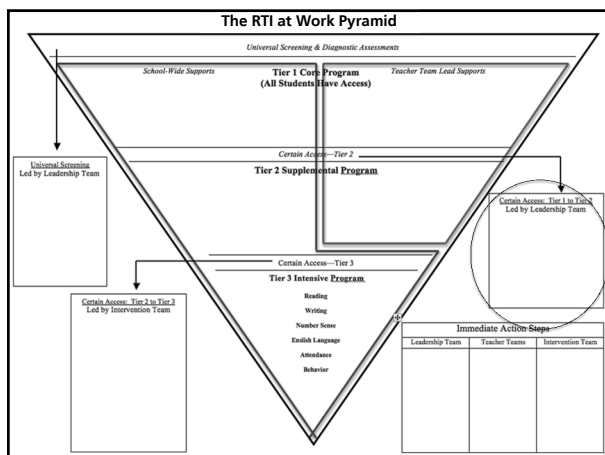 The RTI at Work Pyramid
Universal Screening & Diagnostic Assessments
School-Wide Supports
Tier 1 Core Program
(All Students Have Access)
Teacher Team Lead Supports
Certain Access—Tier 2
Tier 2 Supplemental Program
Universal Screening
Led by Leadership Team
Certain Access: Tier 1 to Tier 2
Led by Leadership Team
Certain Access—Tier 3
Tier 3 Intensive Program
Reading
Writing
Number Sense
Enslish Language
Attendance
Behavior
Certain Access: Tier 2 to Tier 3
Led by Intervention Team
Immediate Action Steps
Leadership Team
Teacher Teams
Intervention Team